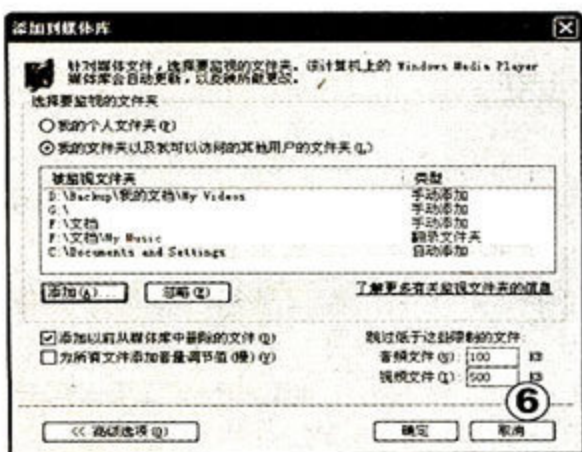 添加到媒体库
针对媒体文件，选择要监视的文件夹。该计算机上的 Windows Media Player
媒体库会自动更新，以反映所做更改。
选择要监视的文件夹
我的个人文件夹(P)
我的文件夹以及我可以访问的其他用户的文件夹(L)
被监视文件夹 类型
D:\Backup\我的文档\My Videos 手动添加
G:\ 手动添加
F:\文档 手动添加
F:\文档\My Music 翻录文件夹
C:\Documents and Settings 自动添加
添加(A)... 忽略 了解更多有关监视文件夹的信息
添加以前从媒体库中删除的文件(D) 跳过低于这些限制的文件:
为所有文件添加音量调节值(慢)(V) 音频文件 100 KB
视频文件 500 KB
6
<< 高级选项(O) 确定 取消